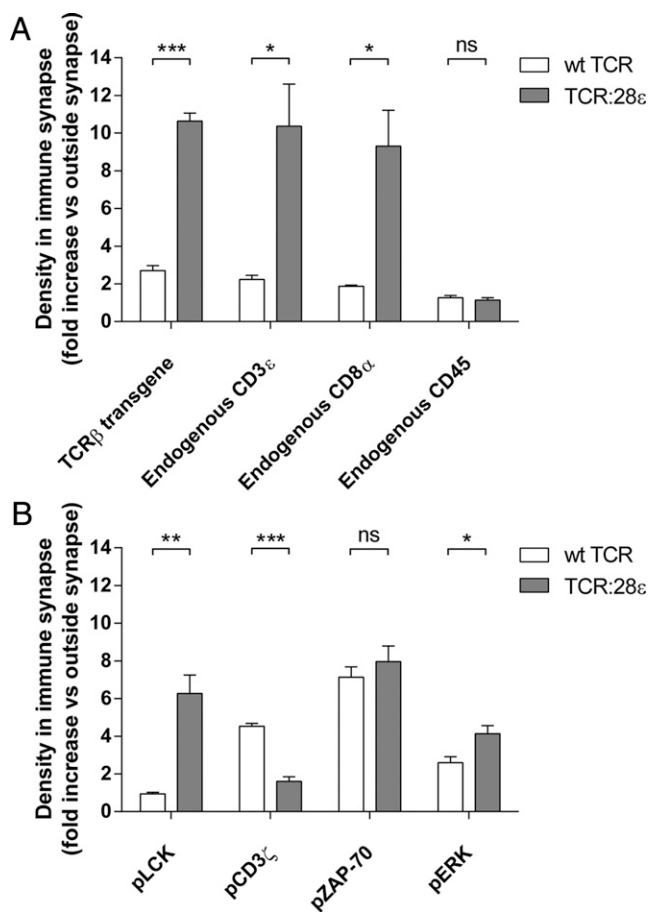 A
Density in immune synapse
(fold increase vs outside synapse)
14
12
10
8
6
4
2
0
***
*
*
ns
wt TCR
TCR:28ε
TCRβ transgene
Endogenous CD3ε
Endogenous CD8α
Endogenous CD45
B
Density in immune synapse
(fold increase vs outside synapse)
14
12
10
8
6
4
2
0
**
***
ns
*
wt TCR
TCR:28ε
pLCK
pCD3ζ
pZAP-70
pERK